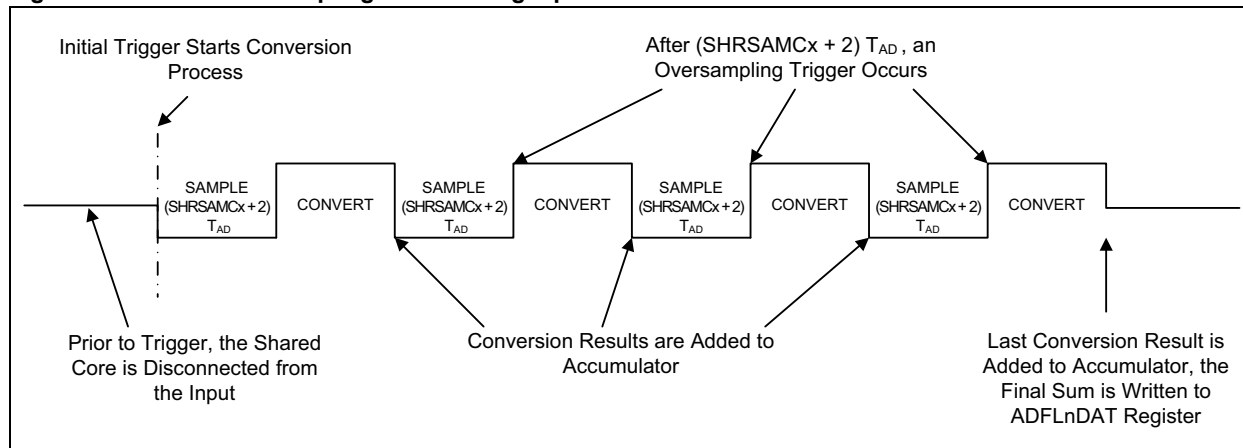 Initial Trigger Starts Conversion
Process
After (SHRSAMCx + 2) TAD , an
Oversampling Trigger Occurs
SAMPLE
(SHRSAMCx + 2)
TAD
CONVERT
SAMPLE
(SHRSAMCx + 2)
TAD
CONVERT
SAMPLE
(SHRSAMCx + 2)
TAD
CONVERT
SAMPLE
(SHRSAMCx + 2)
TAD
CONVERT
Prior to Trigger, the Shared
Core is Disconnected from
the Input
Conversion Results are Added to
Accumulator
Last Conversion Result is
Added to Accumulator, the
Final Sum is Written to
ADFLnDAT Register